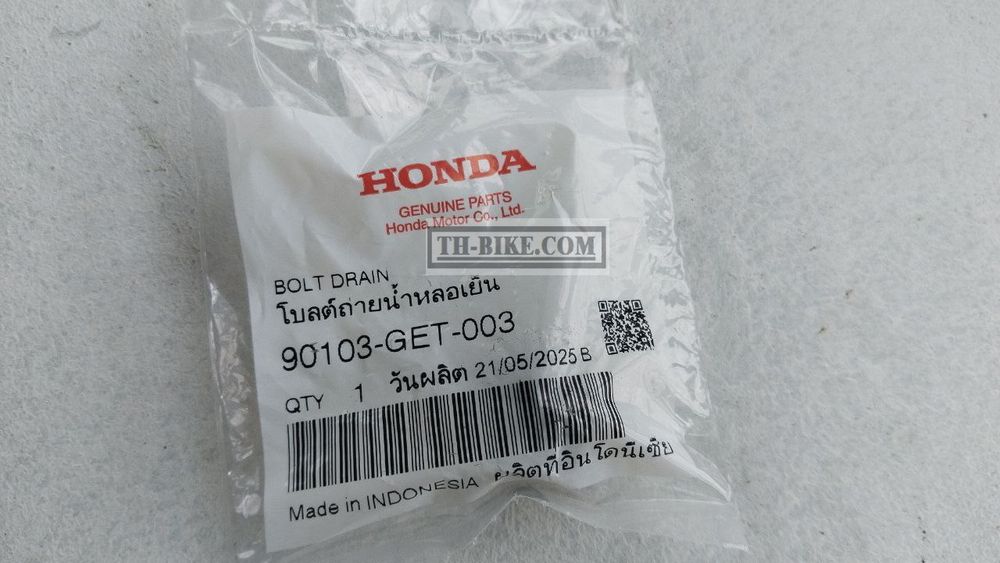 HONDA
GENUINE PARTS
Honda Motor Co., Ltd.
TH-BIKE.COM
BOLT DRAIN
โบลต์ถ่ายน้ำหล่อเย็น
90103-GET-003
QTY 1 วันผลิต 21/05/2025 B
Made in INDONESIA ผลิตที่อินโดนีเซีย